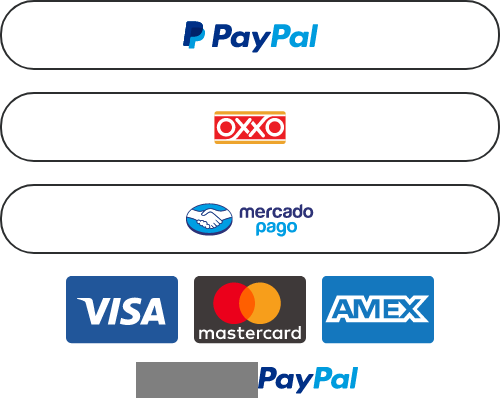 PayPal
OXXO
mercado
pago
VISA
mastercard
AMEX
PayPal